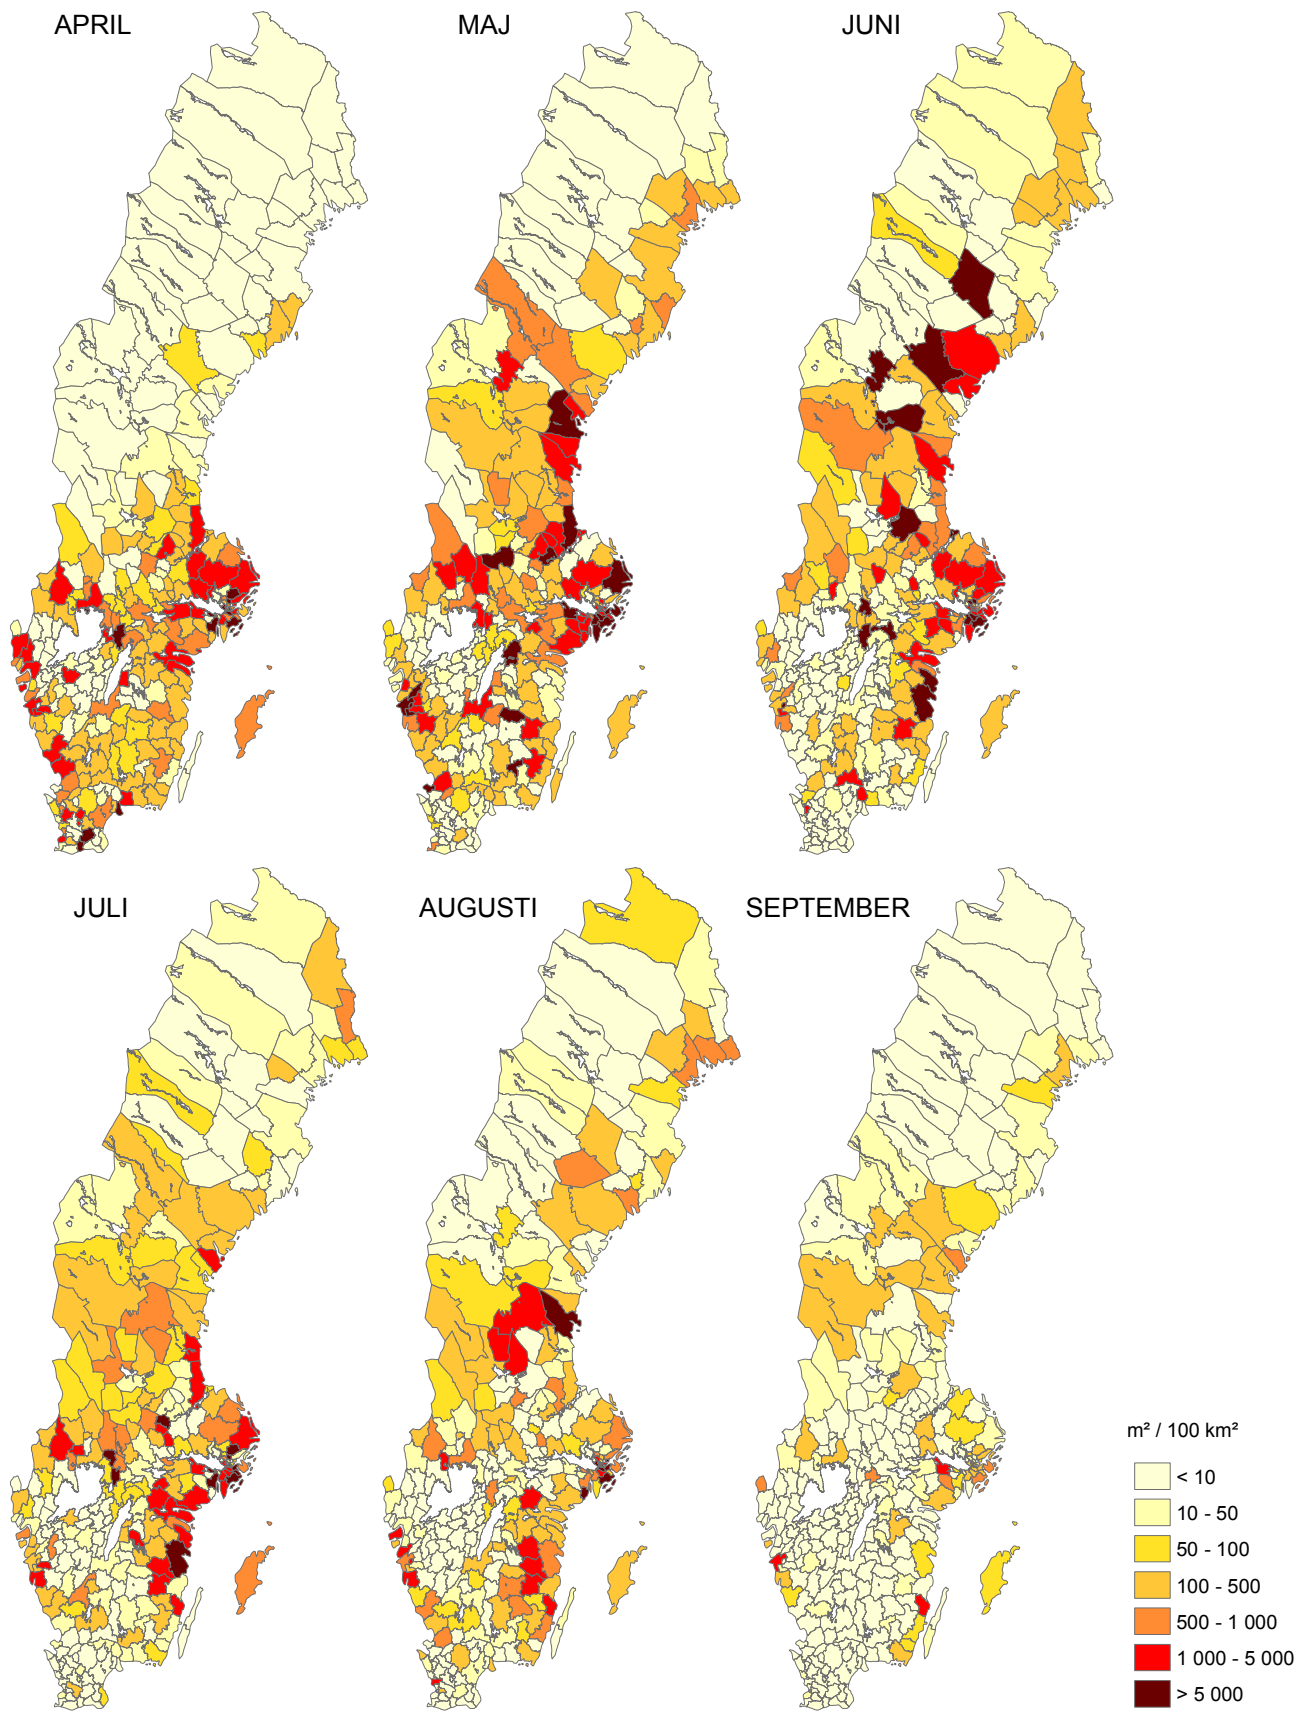 APRIL
MAJ
JUNI
JULI
AUGUSTI
SEPTEMBER
m² / 100 km²
< 10
10 - 50
50 - 100
100 - 500
500 - 1 000
1 000 - 5 000
> 5 000